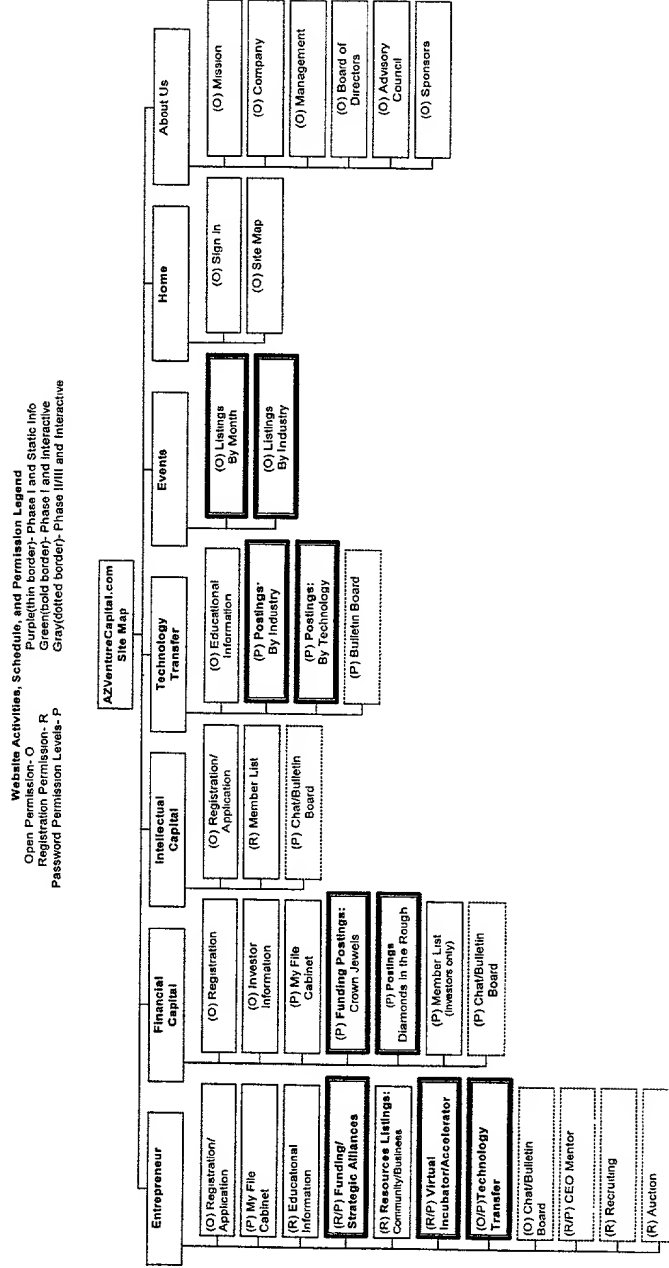 Website Activities, Schedule, and Permission Legend
Open Permission- O
Registration Permission- R
Password Permission Levels- P
Purple(thin border)- Phase I and Static Info
Green(bold border)- Phase I and Interactive
Gray(dotted border)- Phase II/III and Interactive
AZVentureCapital.com
Site Map
Entrepreneur
(O) Registration/
Application
(P) My File
Cabinet
(R) Educational
Information
(R/P) Funding/
Strategic Alliances
(R) Resources Listings:
Community/Business
(R/P) Virtual
Incubator/Accelerator
(O/P)Technology
Transfer
(O) Chat/Bulletin
Board
(R/P) CEO Mentor
(R) Recruiting
(R) Auction
Financial
Capital
(O) Registration
(O) Investor
Information
(P) My File
Cabinet
(P) Funding Postings:
Crown Jewels
(P) Postings
Diamonds in the Rough
(P) Member List
(Investors only)
(P) Chat/Bulletin
Board
Intellectual
Capital
(O) Registration/
Application
(R) Member List
(P) Chat/Bulletin
Board
Technology
Transfer
(O) Educational
Information
(P) Postings:
By Industry
(P) Postings:
By Technology
(P) Bulletin Board
Events
(O) Listings
By Month
(O) Listings
By Industry
Home
(O) Sign In
(O) Site Map
About Us
(O) Mission
(O) Company
(O) Management
(O) Board of
Directors
(O) Advisory
Council
(O) Sponsors